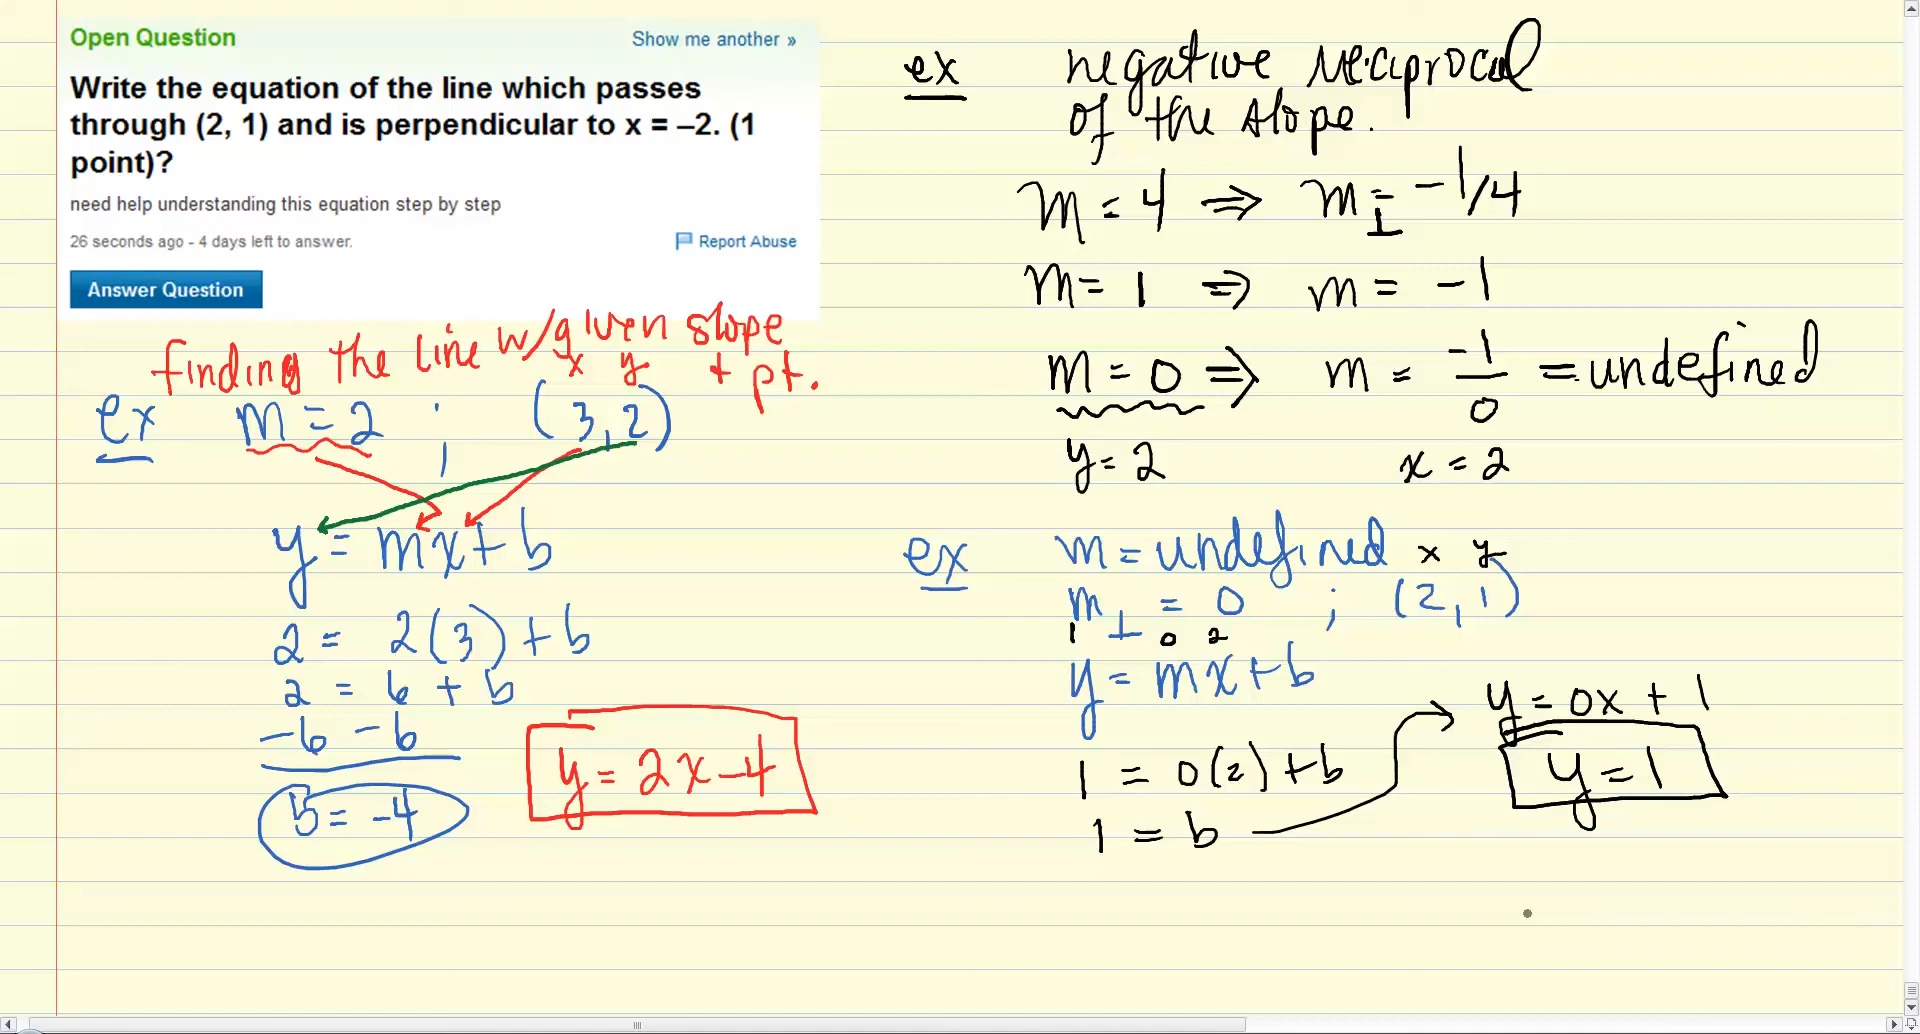 Open Question
Show me another »
Write the equation of the line which passes
through (2, 1) and is perpendicular to x = –2. (1
point)?
need help understanding this equation step by step
26 seconds ago - 4 days left to answer.
Report Abuse
Answer Question
finding the line w/given slope
+ pt.
x y
ex m = 2 ; (3, 2)
y = mx + b
2 = 2(3) + b
2 = 6 + b
-6 -6
b = -4
y = 2x - 4
ex negative reciprocal
of the slope.
m = 4 ⇒ m⊥ = -1/4
m = 1 ⇒ m = -1
m = 0 ⇒ m = -1/0 = undefined
y = 2 x = 2
ex m = undefined
x y
m⊥ = 0 ; (2, 1)
1 0 2
y = mx + b
1 = 0(2) + b
1 = b
y = 0x + 1
y = 1